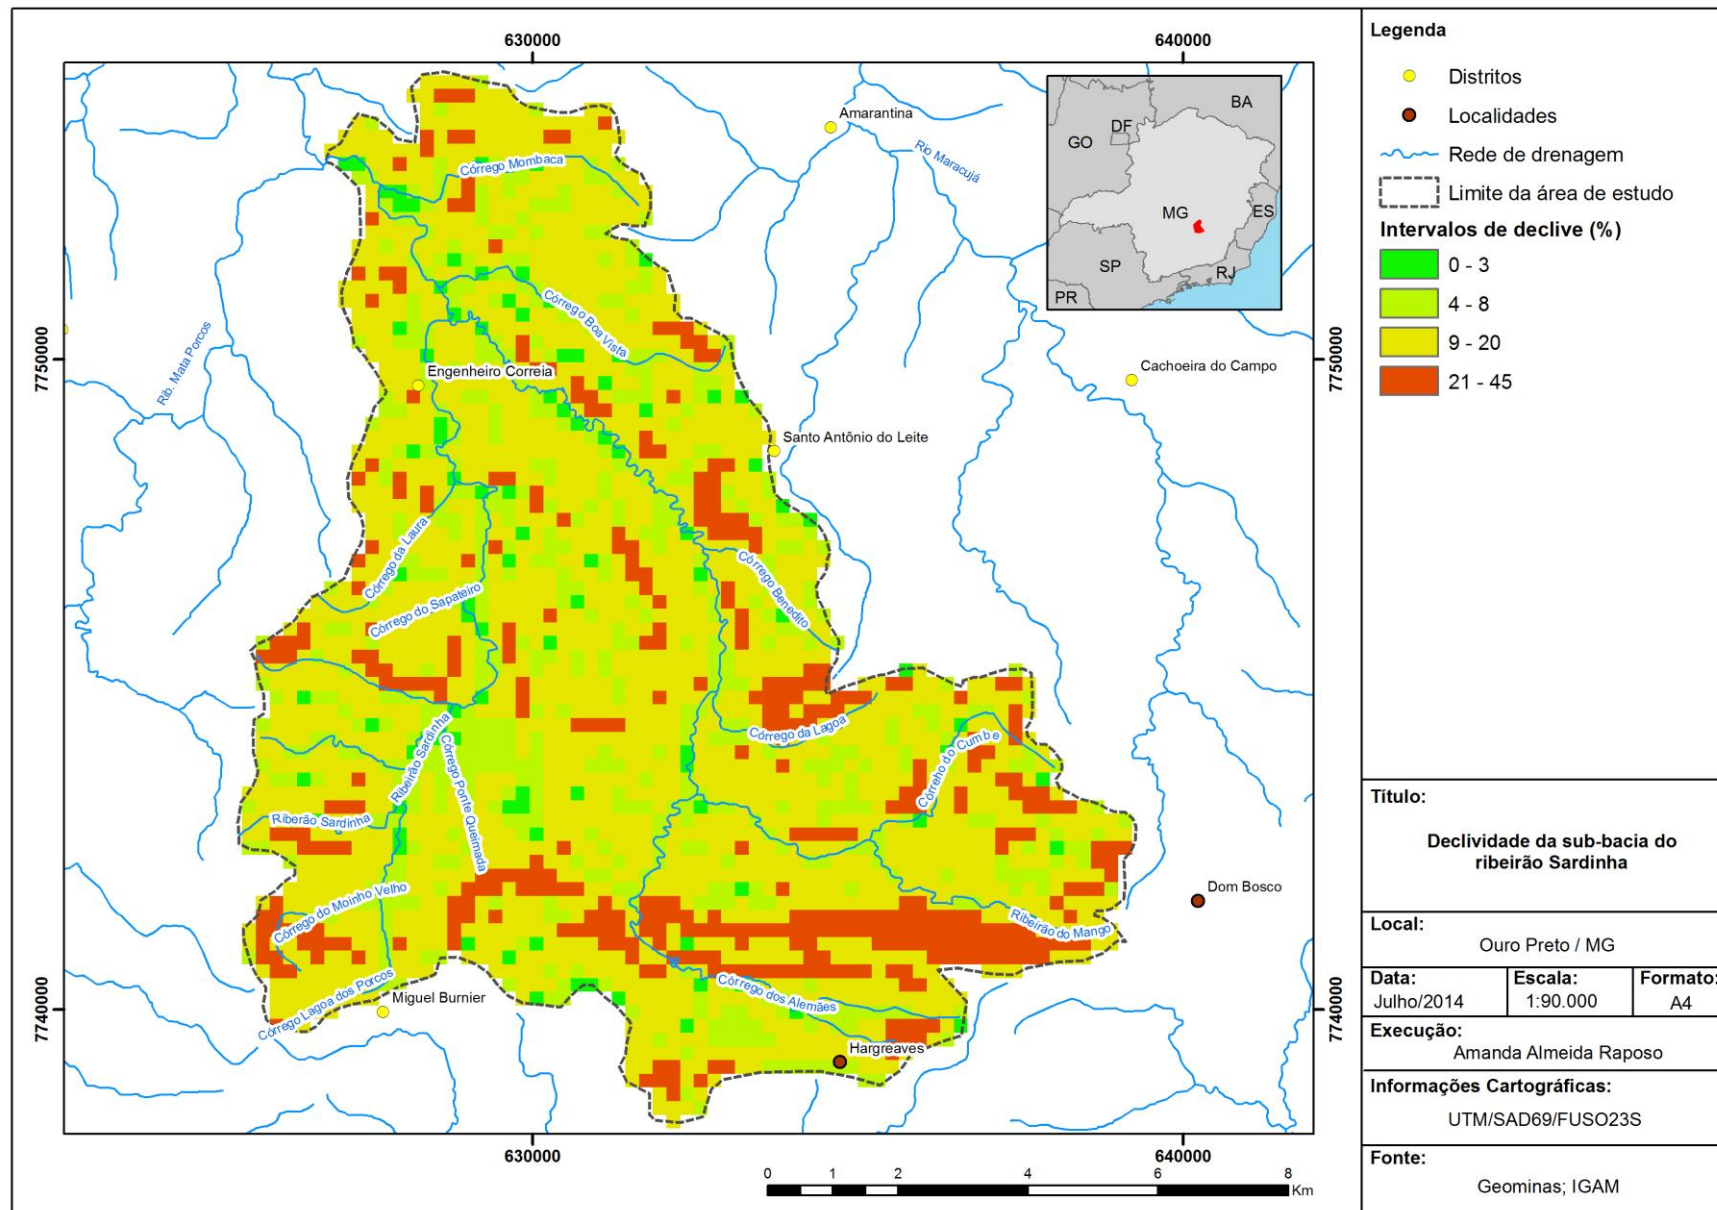 630000
640000
7750000
7750000
7740000
7740000
630000
640000
Amarantina
Rio Maracujá
Córrego Mombaca
Rib. Mata Porcos
Córrego Boa Vista
Engenheiro Correia
Cachoeira do Campo
Santo Antônio do Leite
Córrego da Laura
Córrego do Sapateiro
Córrego Benedito
Córrego da Lagoa
Córreho do Cumbe
Ribeirão Sardinha
Córrego Ponte Queimada
Riberão Sardinha
Córrego do Moinho Velho
Dom Bosco
Ribeirão do Mango
Córrego dos Alemães
Córrego Lagoa dos Porcos
Miguel Burnier
Hargreaves
BA
DF
GO
MG
ES
SP
RJ
PR
0 1 2 4 6 8
Km
Legenda
Distritos
Localidades
Rede de drenagem
Limite da área de estudo
Intervalos de declive (%)
0 - 3
4 - 8
9 - 20
21 - 45
Título:
Declividade da sub-bacia do
ribeirão Sardinha
Local:
Ouro Preto / MG
Data:
Julho/2014
Escala:
1:90.000
Formato:
A4
Execução:
Amanda Almeida Raposo
Informações Cartográficas:
UTM/SAD69/FUSO23S
Fonte:
Geominas; IGAM